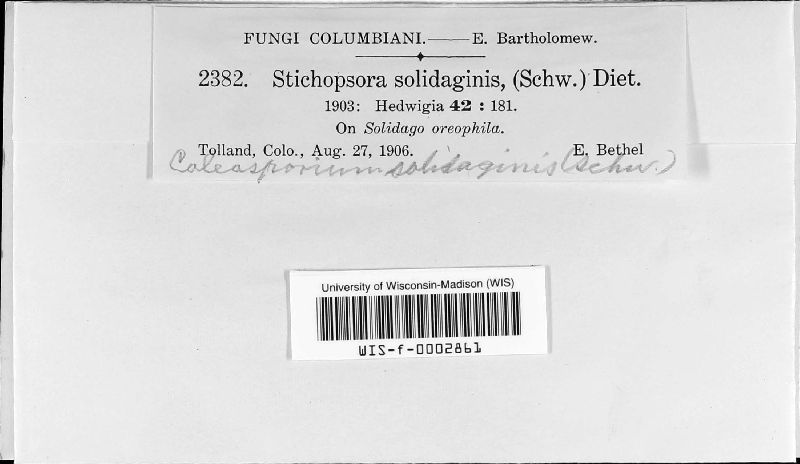 FUNGI COLUMBIANI.——E. Bartholomew.
2382. Stichopsora solidaginis, (Schw.) Diet.
1903: Hedwigia 42 : 181.
On Solidago oreophila.
Tolland, Colo., Aug. 27, 1906. E. Bethel
Coleosporium solidaginis (Schw.)
University of Wisconsin-Madison (WIS)
WIS-f-0002861